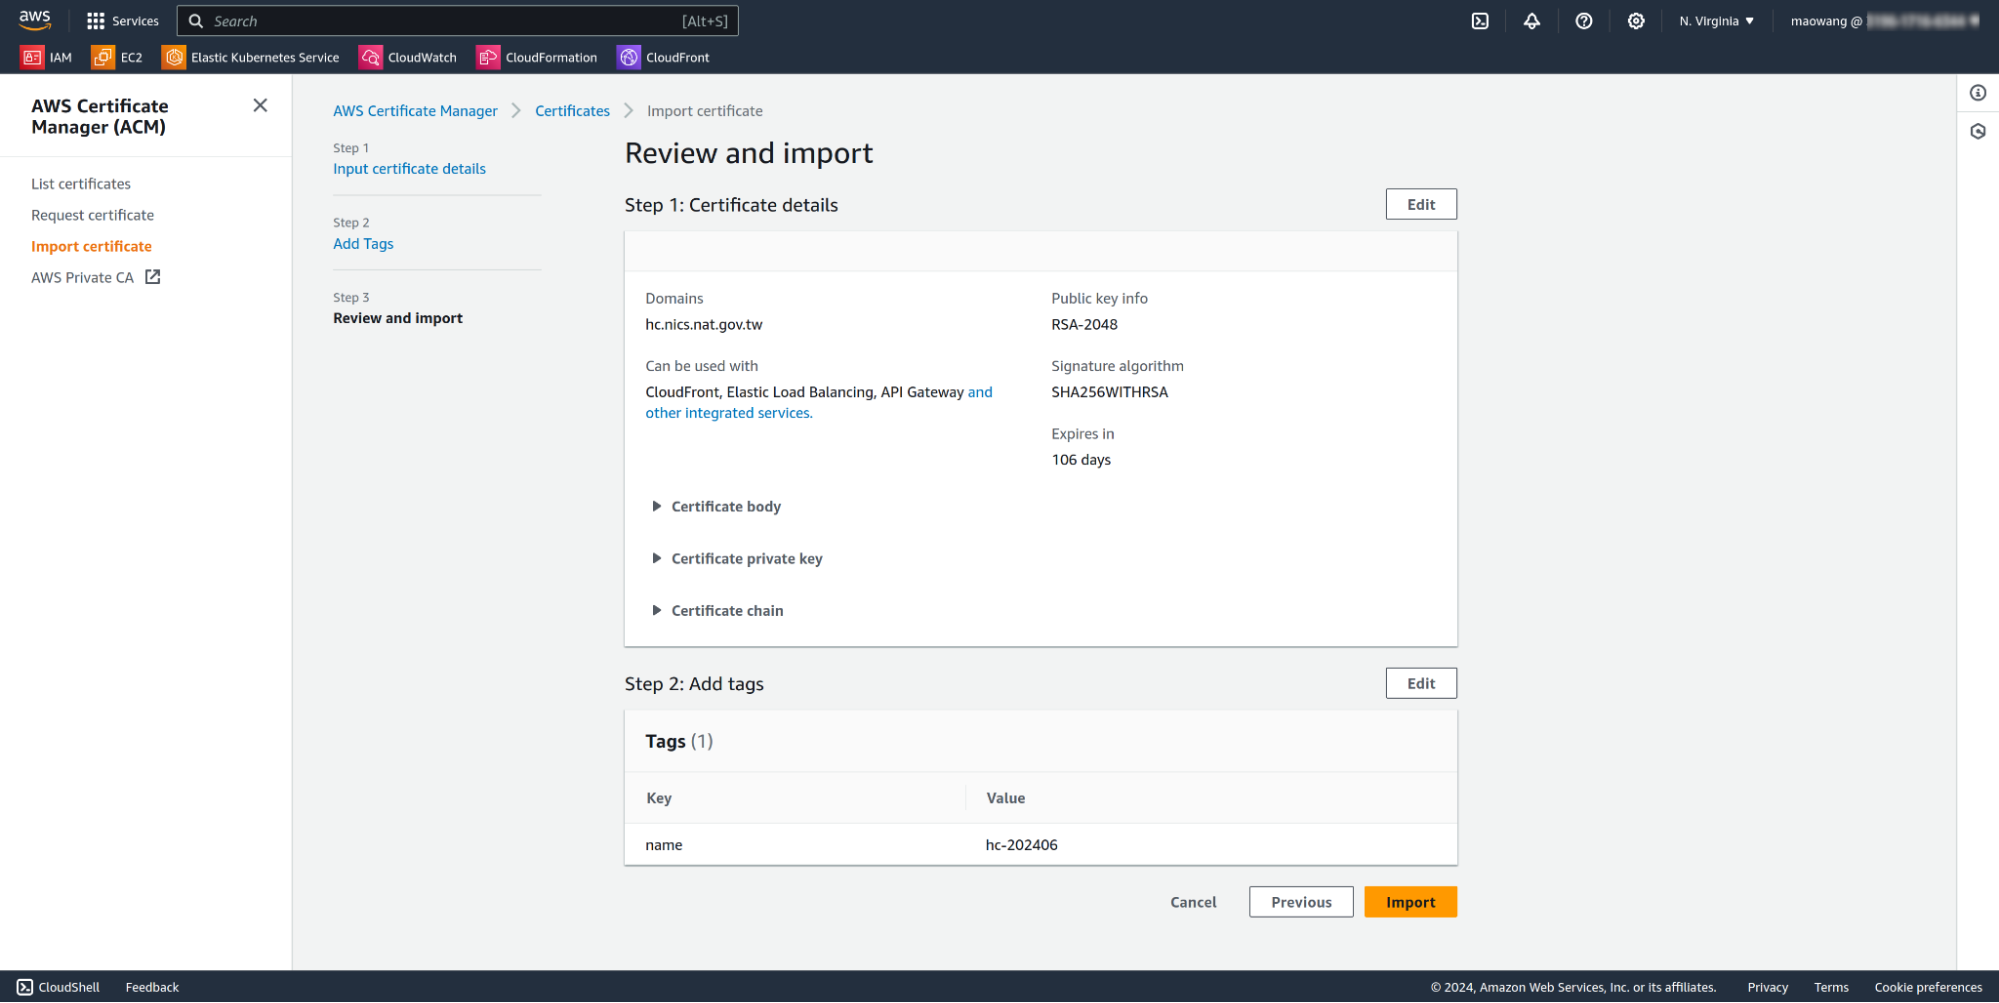 aws
Services
Search
[Alt+S]
N. Virginia
maowang @
IAM
EC2
Elastic Kubernetes Service
CloudWatch
CloudFormation
CloudFront
AWS Certificate
Manager (ACM)
List certificates
Request certificate
Import certificate
AWS Private CA
AWS Certificate Manager
Certificates
Import certificate
Step 1
Input certificate details
Step 2
Add Tags
Step 3
Review and import
Review and import
Step 1: Certificate details
Edit
Domains
hc.nics.nat.gov.tw
Can be used with
CloudFront, Elastic Load Balancing, API Gateway and
other integrated services.
Public key info
RSA-2048
Signature algorithm
SHA256WITHRSA
Expires in
106 days
Certificate body
Certificate private key
Certificate chain
Step 2: Add tags
Edit
Tags (1)
Key
Value
name
hc-202406
Cancel
Previous
Import
CloudShell
Feedback
© 2024, Amazon Web Services, Inc. or its affiliates.
Privacy
Terms
Cookie preferences